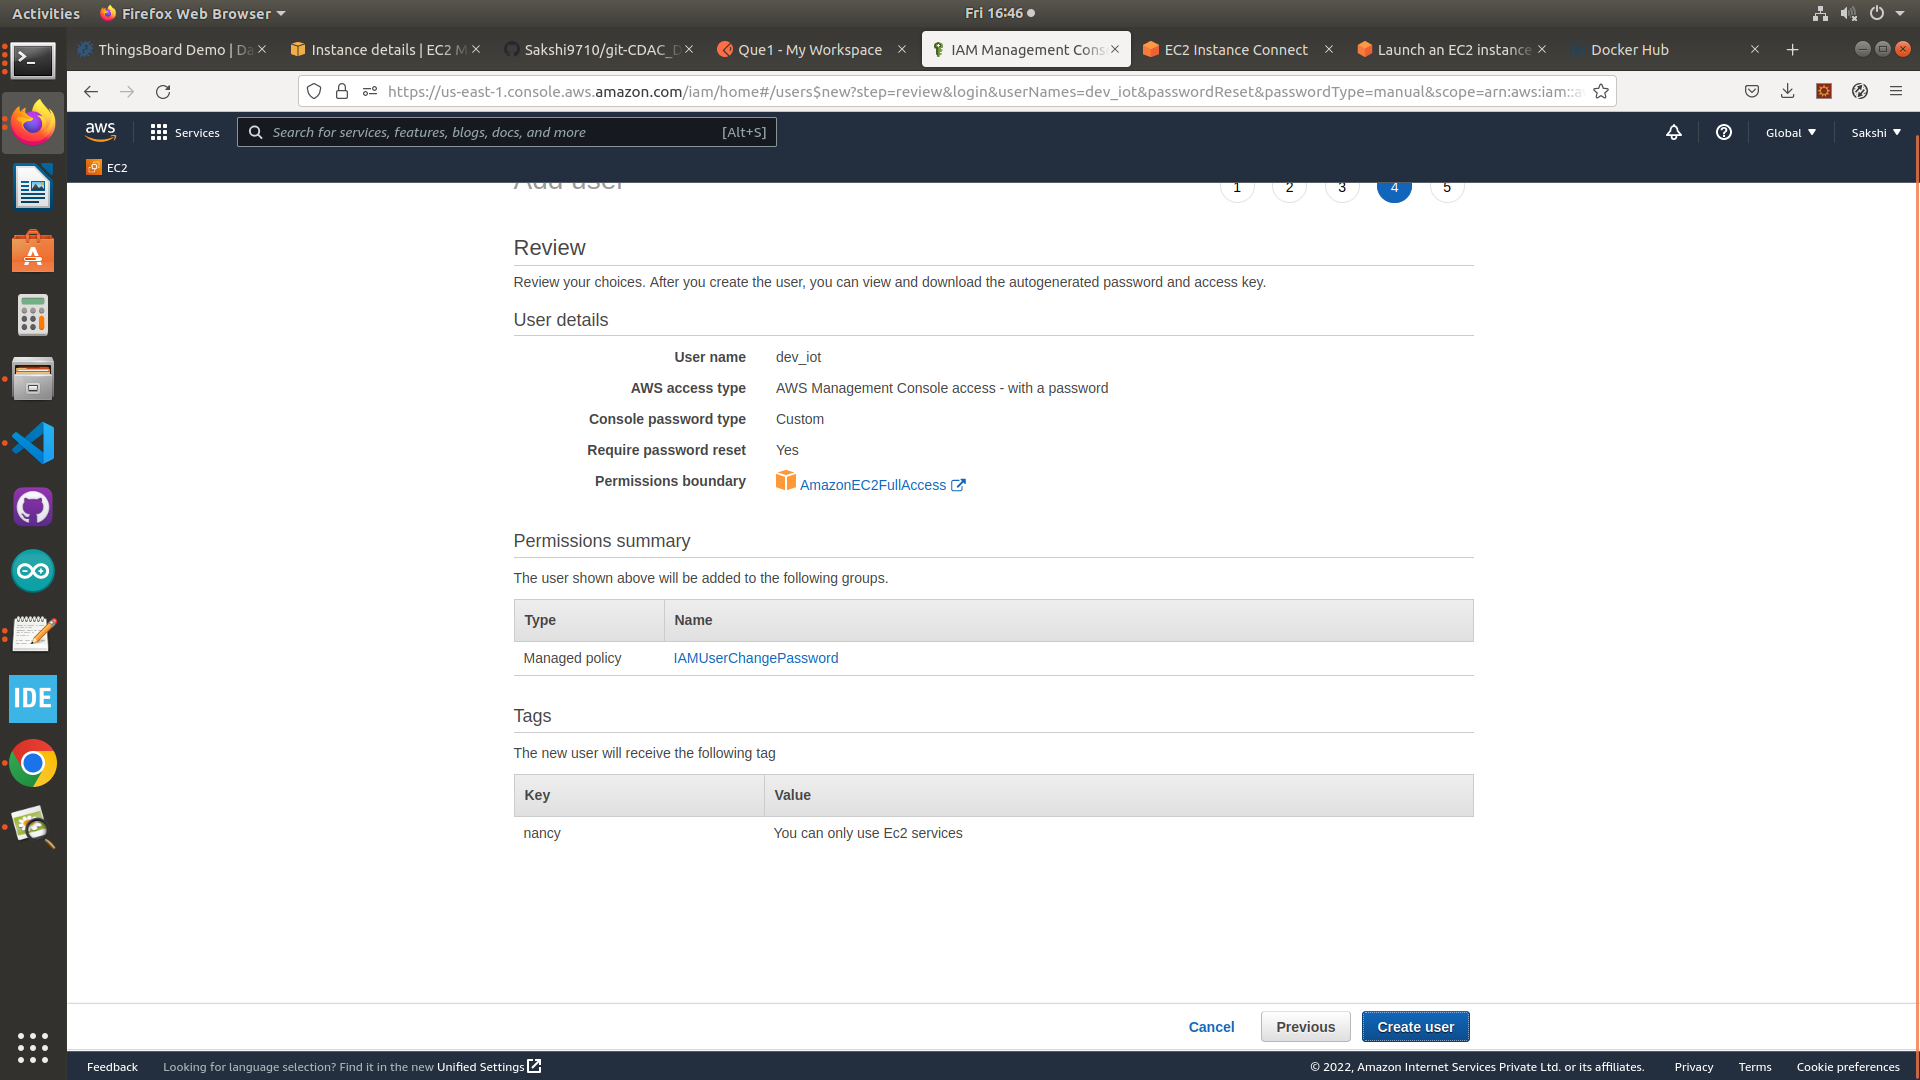 Activities
Firefox Web Browser
Fri 16:46
ThingsBoard Demo | Da
Instance details | EC2 M
Sakshi9710/git-CDAC_D
Que1 - My Workspace
IAM Management Cons
EC2 Instance Connect
Launch an EC2 instance
Docker Hub
https://us-east-1.console.aws.amazon.com/iam/home#/users$new?step=review&login&userNames=dev_iot&passwordReset&passwordType=manual&scope=arn:aws:iam::a
aws
Services
Search for services, features, blogs, docs, and more
[Alt+S]
Global
Sakshi
EC2
Add user
1 2 3 4 5
Review
Review your choices. After you create the user, you can view and download the autogenerated password and access key.
User details
User name dev_iot
AWS access type AWS Management Console access - with a password
Console password type Custom
Require password reset Yes
Permissions boundary AmazonEC2FullAccess
Permissions summary
The user shown above will be added to the following groups.
Type Name
Managed policy IAMUserChangePassword
Tags
The new user will receive the following tag
Key Value
nancy You can only use Ec2 services
IDE
Cancel Previous Create user
Feedback Looking for language selection? Find it in the new Unified Settings
© 2022, Amazon Internet Services Private Ltd. or its affiliates. Privacy Terms Cookie preferences